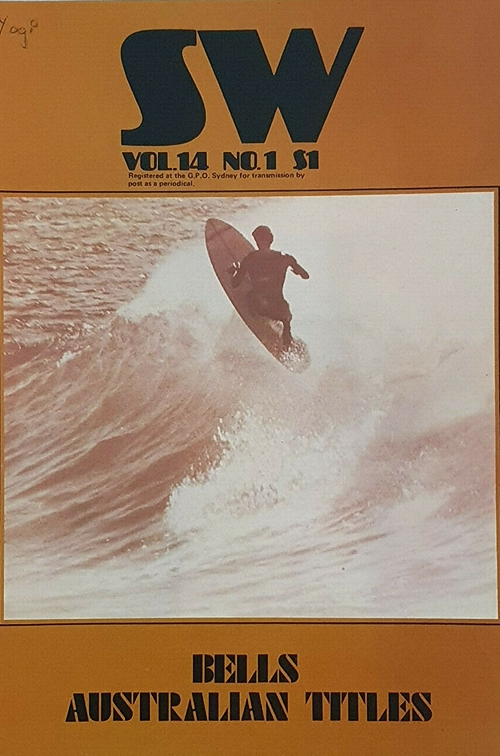 Yogi
SW
VOL.14 NO.1 $1
Registered at the G.P.O. Sydney for transmission by
post as a periodical.
BELLS
AUSTRALIAN TITLES